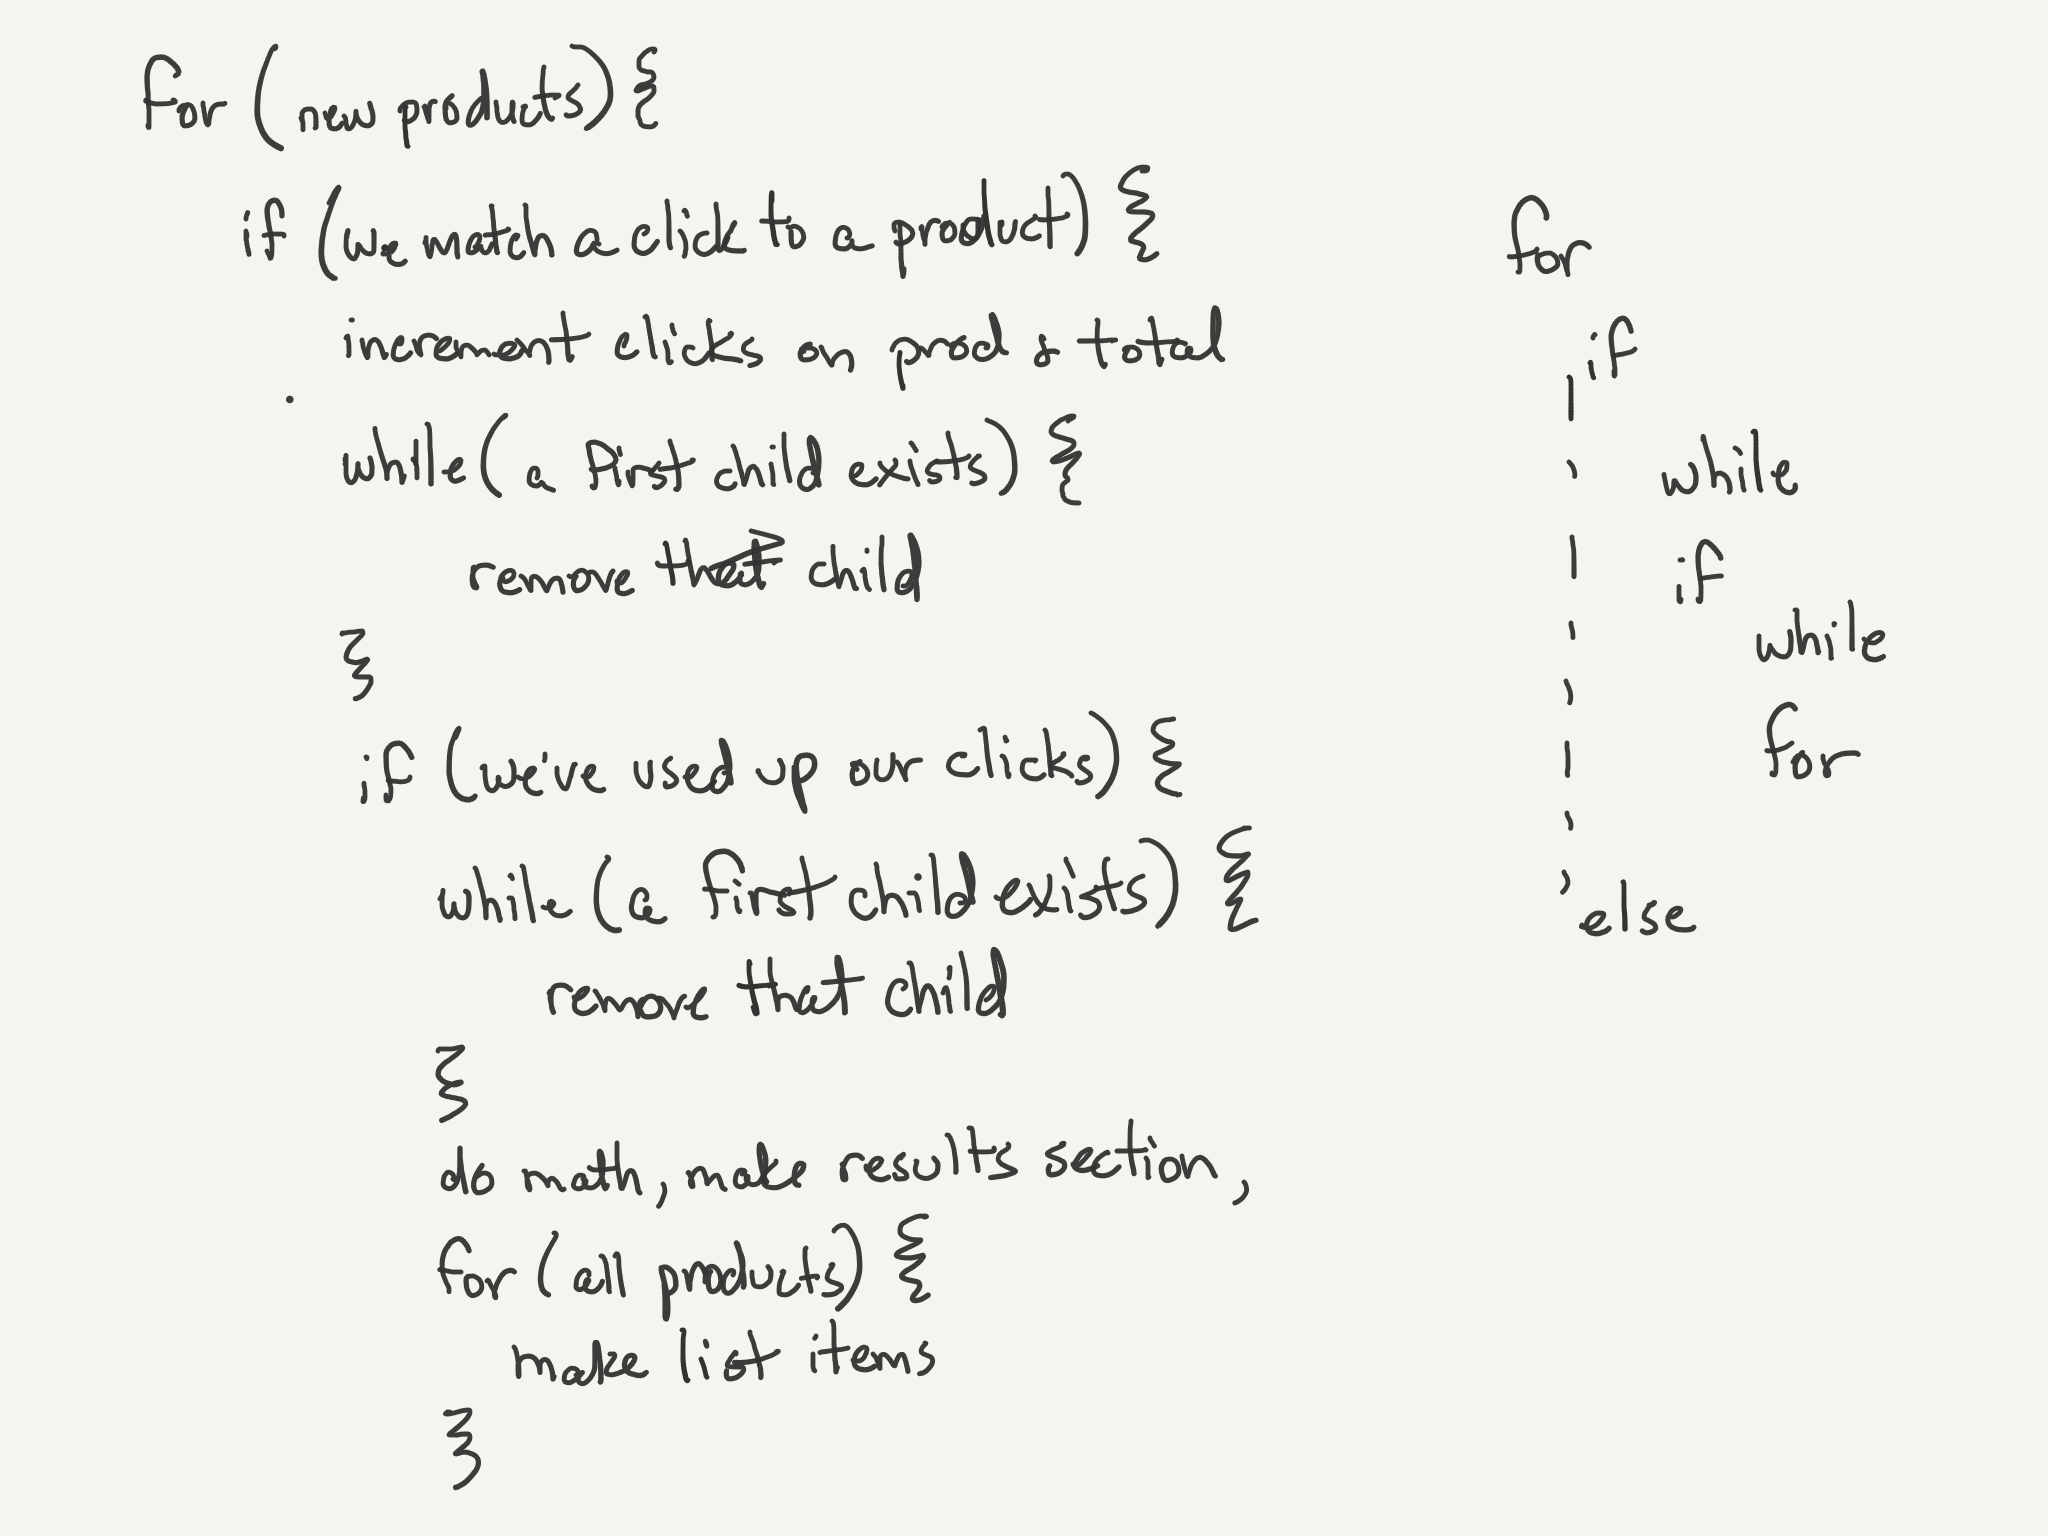 for (new products) {
if (we match a click to a product) {
increment clicks on prod & total
while (a first child exists) {
remove that child
}
if (we've used up our clicks) {
while (a first child exists) {
remove that child
}
do math, make results section,
for (all products) {
make list items
}
for
if
while
if
while
for
else